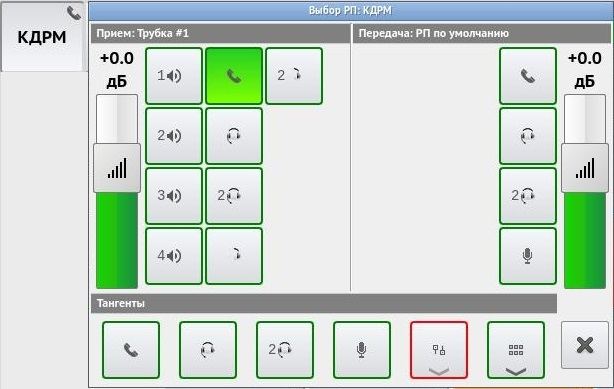 КДРМ
Выбор РП: КДРМ
Прием: Трубка #1
Передача: РП по умолчанию
+0.0
дБ
1
2
2
3
2
4
+0.0
дБ
2
Тангенты
2